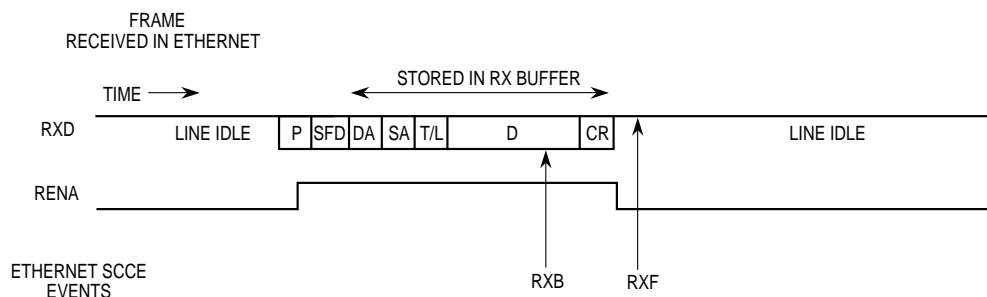 FRAME
RECEIVED IN ETHERNET
STORED IN RX BUFFER
TIME
RXD
LINE IDLE
P
SFD
DA
SA
T/L
D
CR
LINE IDLE
RENA
ETHERNET SCCE
EVENTS
RXB
RXF